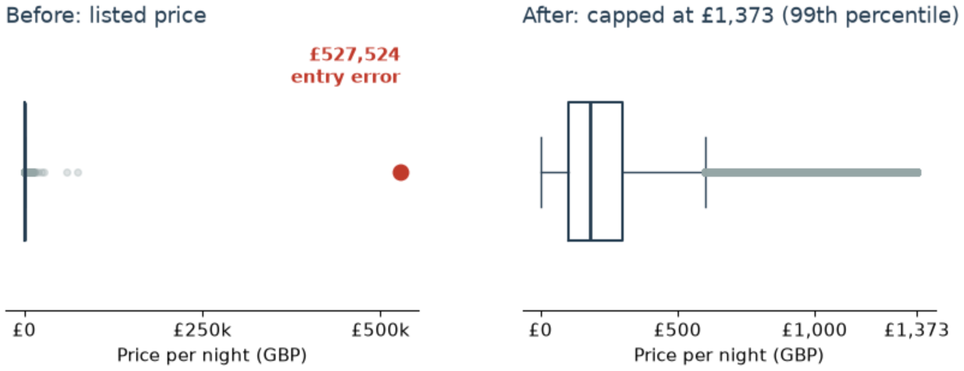 Before: listed price
£527,524
entry error
£0
£250k
£500k
Price per night (GBP)
After: capped at £1,373 (99th percentile)
£0
£500
£1,000
£1,373
Price per night (GBP)